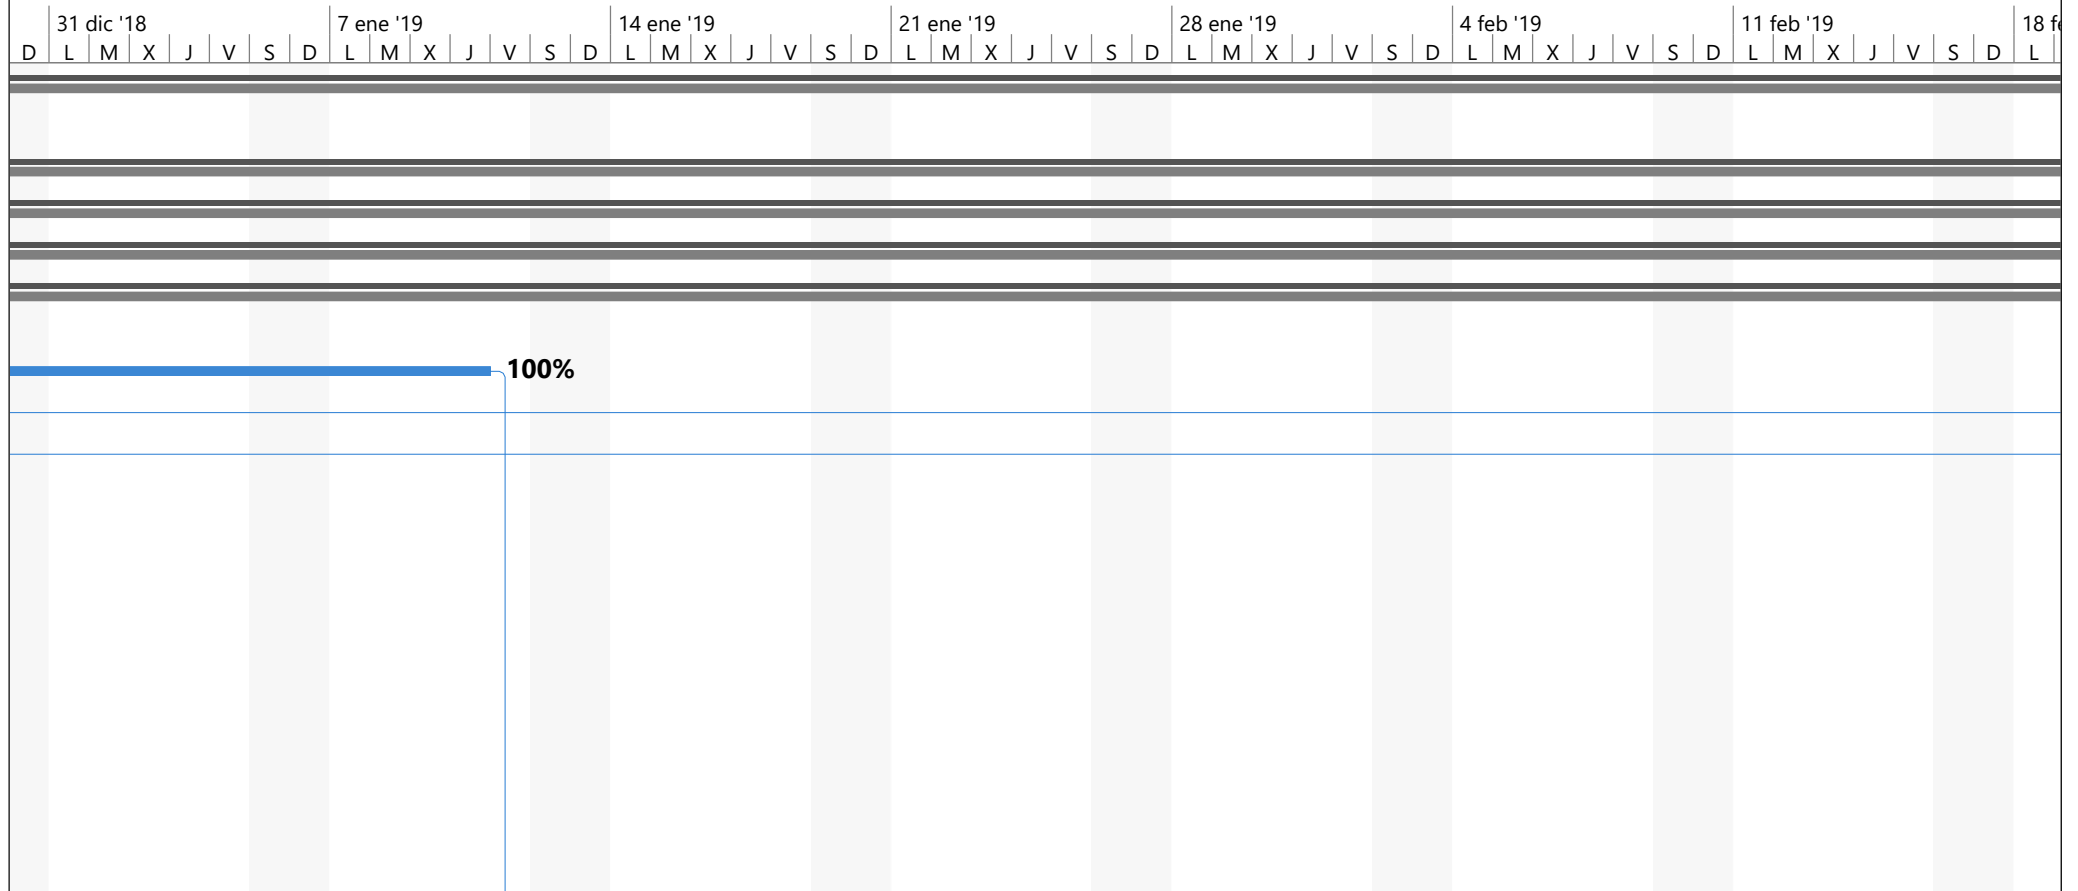 31 dic '18 7 ene '19 14 ene '19 21 ene '19 28 ene '19 4 feb '19 11 feb '19 18
D L M X J V S D L M X J V S D L M X J V S D L M X J V S D L M X J V S D L M X J V S D L M X J V S D L
100%